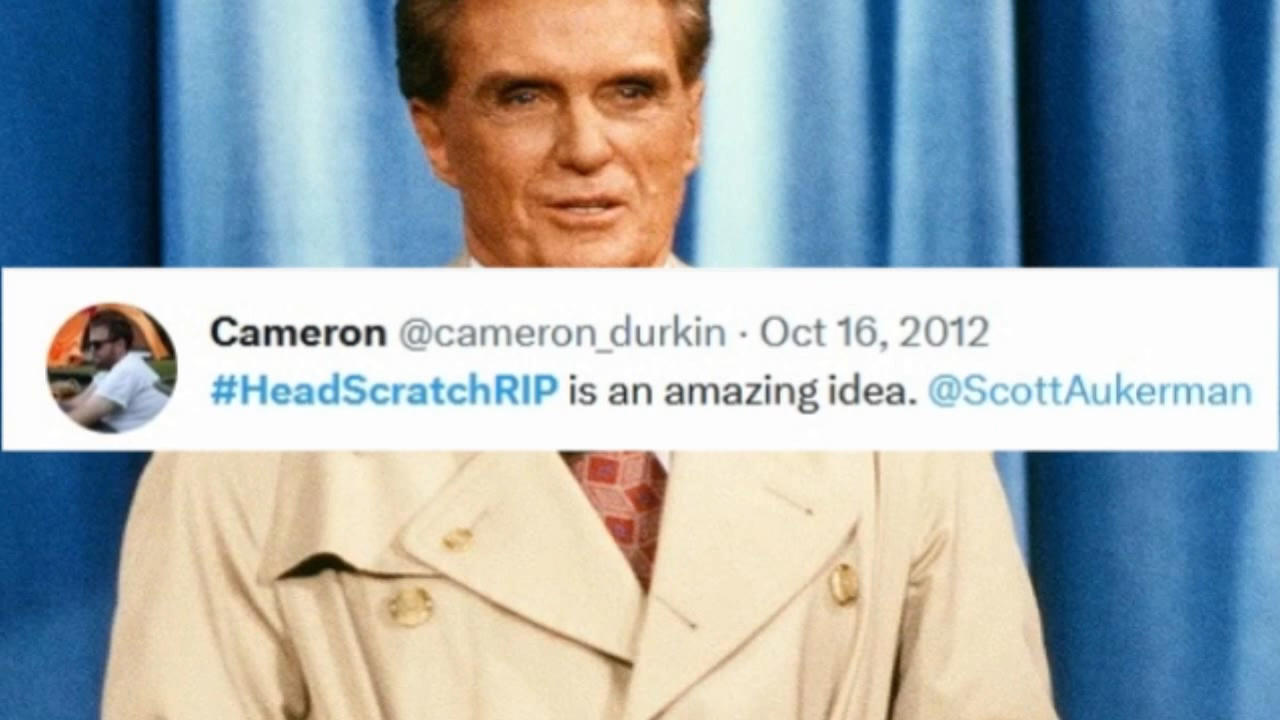 Cameron @cameron_durkin · Oct 16, 2012
#HeadScratchRIP is an amazing idea. @ScottAukerman